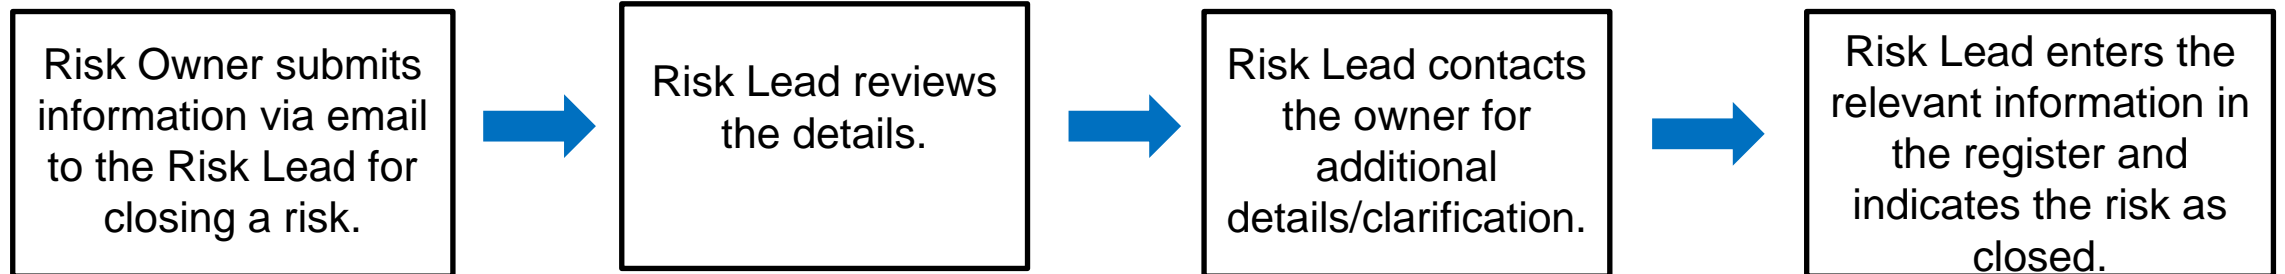 Risk Owner submits
information via email
to the Risk Lead for
closing a risk.
Risk Lead reviews
the details.
Risk Lead contacts
the owner for
additional
details/clarification.
Risk Lead enters the
relevant information in
the register and
indicates the risk as
closed.